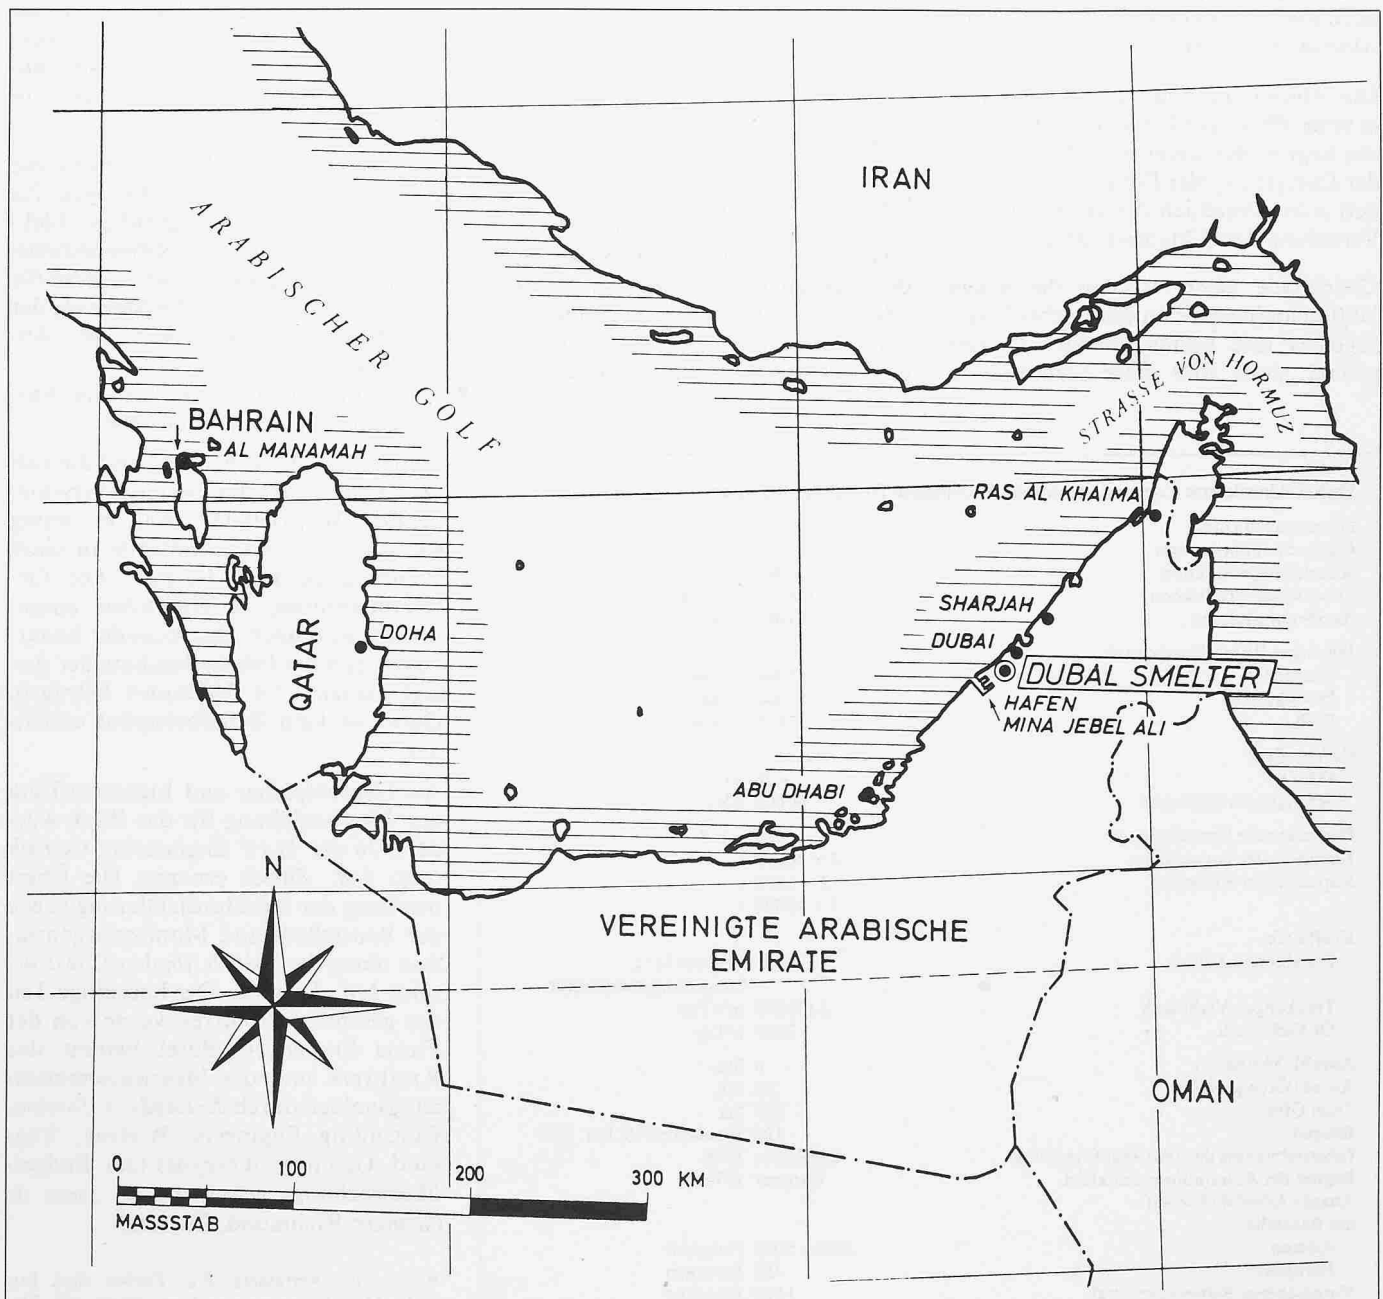 IRAN
ARABISCHER GOLF
STRASSE VON HORMUZ
BAHRAIN
AL MANAMAH
RAS AL KHAIMA
SHARJAH
DOHA
DUBAI
QATAR
DUBAL SMELTER
HAFEN
MINA JEBEL ALI
ABU DHABI
N
VEREINIGTE ARABISCHE
EMIRATE
OMAN
0 100 200 300 KM
MASSSTAB